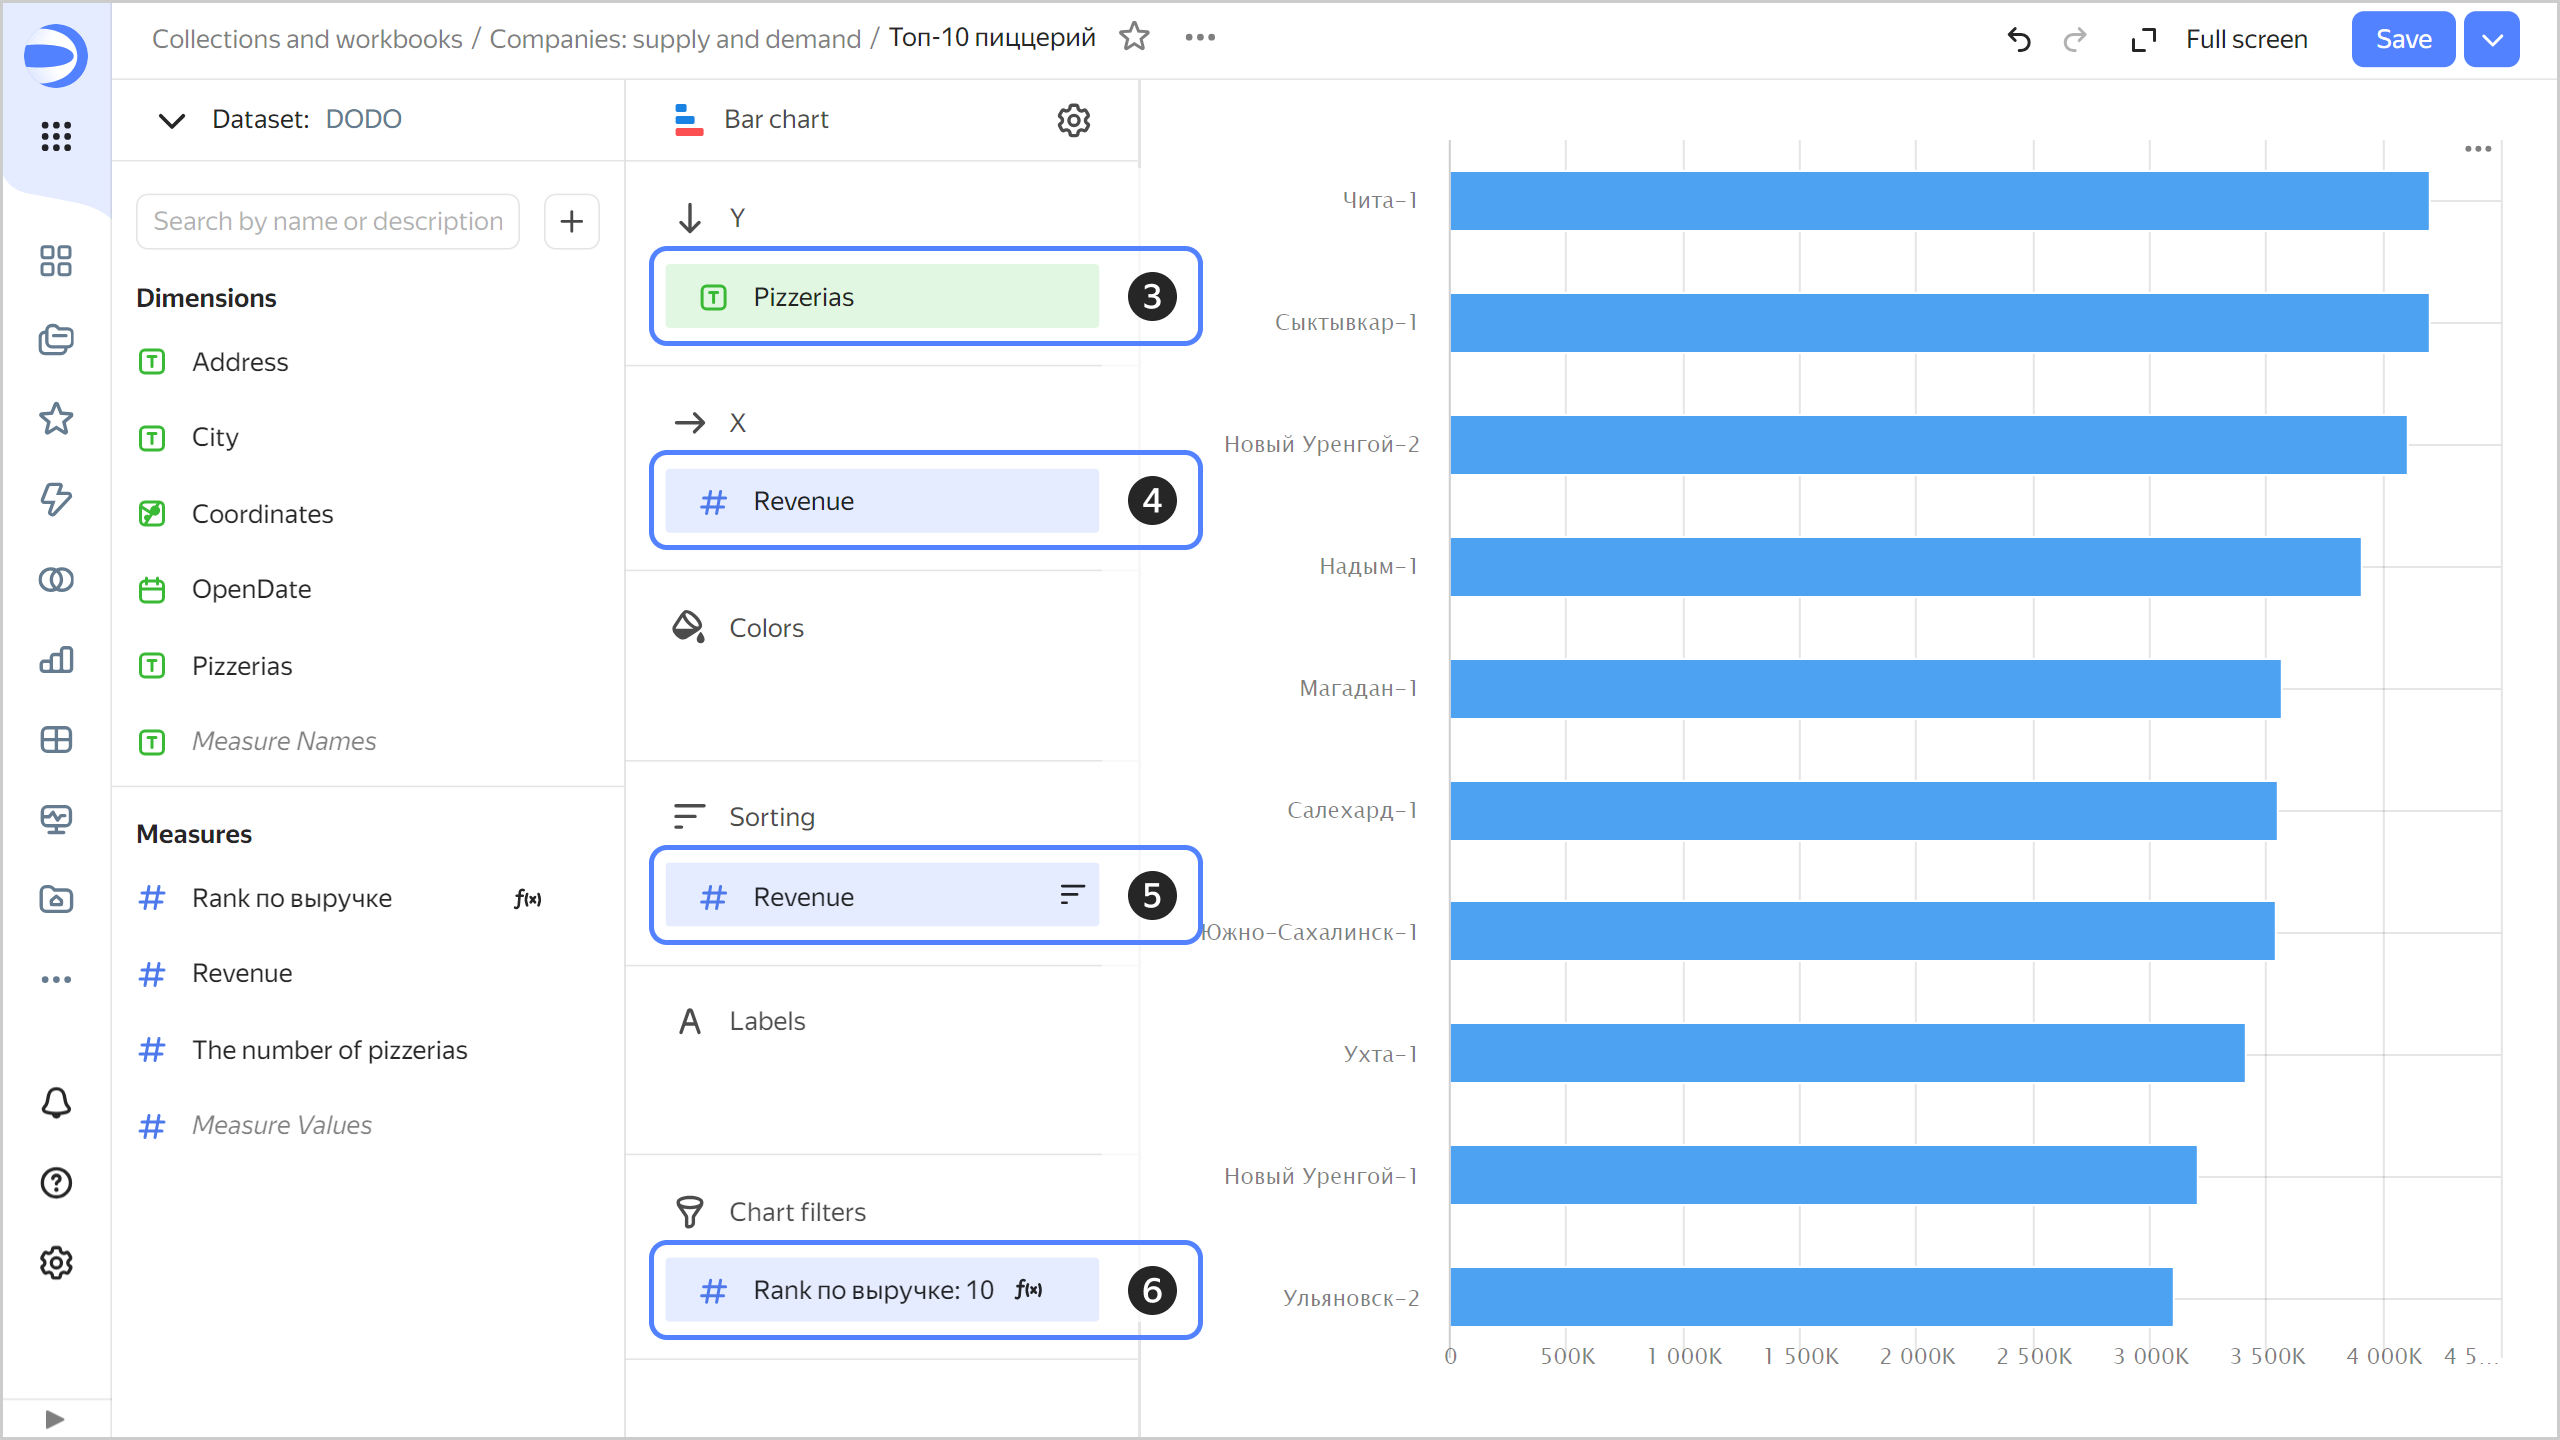 Collections and workbooks / Companies: supply and demand / Топ-10 пиццерий
Full screen
Save
Dataset: DODO
Search by name or description
Dimensions
Address
City
Coordinates
OpenDate
Pizzerias
Measure Names
Measures
Rank по выручке f(x)
Revenue
The number of pizzerias
Measure Values
Bar chart
Y
Pizzerias 3
X
Revenue 4
Colors
Sorting
Revenue 5
Labels
Chart filters
Rank по выручке: 10 f(x) 6
Чита-1
Сыктывкар-1
Новый Уренгой-2
Надым-1
Магадан-1
Салехард-1
Южно-Сахалинск-1
Ухта-1
Новый Уренгой-1
Ульяновск-2
0 500K 1 000K 1 500K 2 000K 2 500K 3 000K 3 500K 4 000K 4 5...